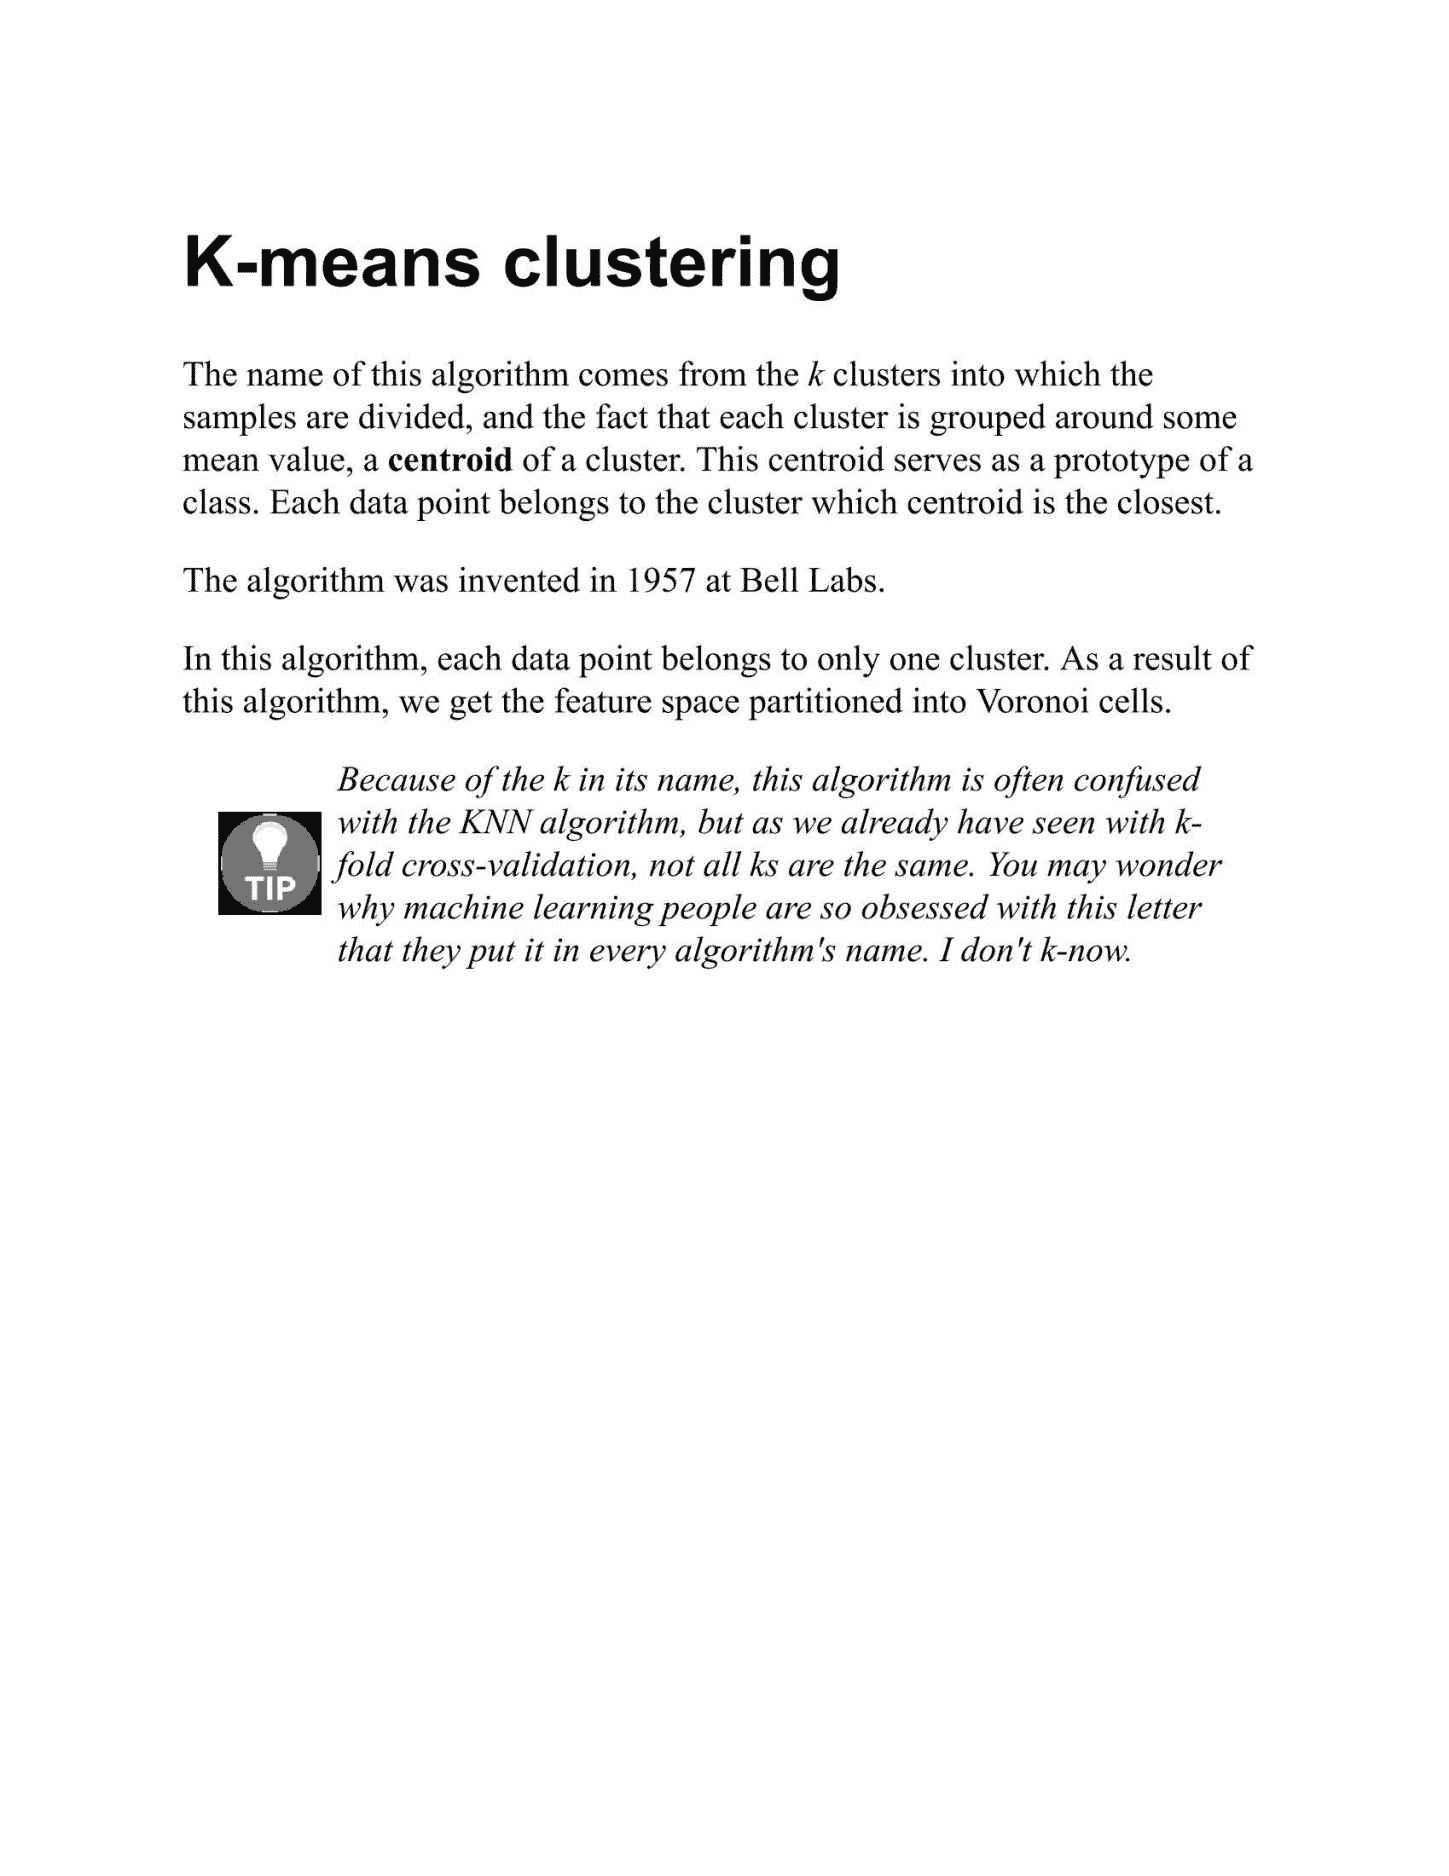 K-means clustering
The name of this algorithm comes from the k clusters into which the
samples are divided, and the fact that each cluster is grouped around some
mean value, a centroid of a cluster. This centroid serves as a prototype of a
class. Each data point belongs to the cluster which centroid is the closest.
The algorithm was invented in 1957 at Bell Labs.
In this algorithm, each data point belongs to only one cluster. As a result of
this algorithm, we get the feature space partitioned into Voronoi cells.
Because of the k in its name, this algorithm is often confused
with the KNN algorithm, but as we already have seen with k-
fold cross-validation, not all ks are the same. You may wonder
why machine learning people are so obsessed with this letter
that they put it in every algorithm's name. I don't k-now.
TIP